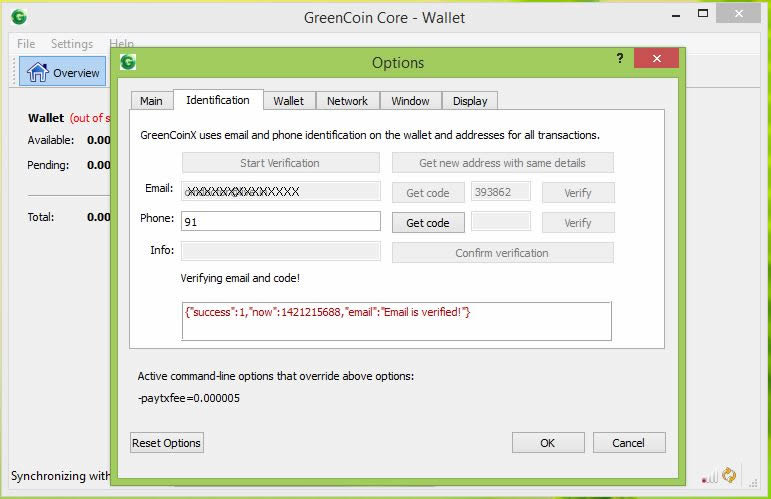 GreenCoin Core - Wallet
File Settings Help
Options
Overview
Main Identification Wallet Network Window Display
Wallet (out of s
GreenCoinX uses email and phone identification on the wallet and addresses for all transactions.
Available: 0.00
Start Verification Get new address with same details
Pending: 0.00
Email: Get code 393862 Verify
Total: 0.00
Phone: 91 Get code Verify
Info: Confirm verification
Verifying email and code!
{"success":1,"now":1421215688,"email":"Email is verified!"}
Active command-line options that override above options:
-paytxfee=0.000005
Reset Options OK Cancel
Synchronizing with